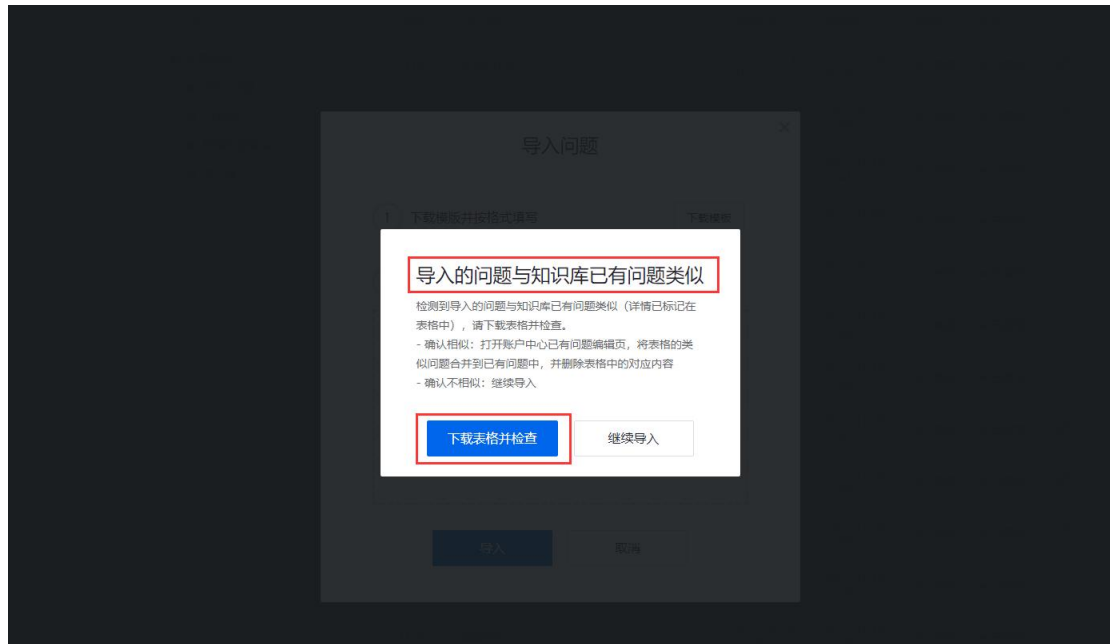 导入问题
1 下载模版并按格式填写 下载模版
导入的问题与知识库已有问题类似
检测到导入的问题与知识库已有问题类似（详情已标记在
表格中），请下载表格并检查。
- 确认相似：打开账户中心已有问题编辑页，将表格的类
似问题合并到已有问题中，并删除表格中的对应内容
- 确认不相似：继续导入
下载表格并检查 继续导入
导入 取消